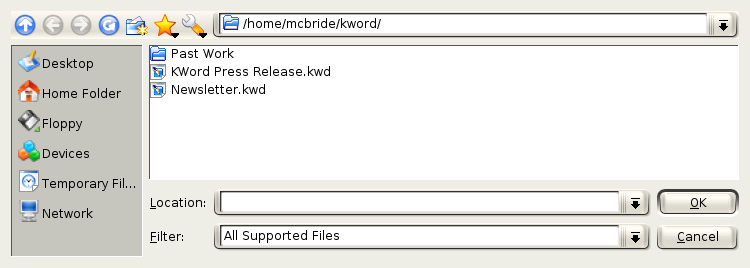 /home/mcbride/kword/
Desktop
Home Folder
Floppy
Devices
Temporary Fil...
Network
Past Work
KWord Press Release.kwd
Newsletter.kwd
Location:
OK
Filter: All Supported Files
Cancel